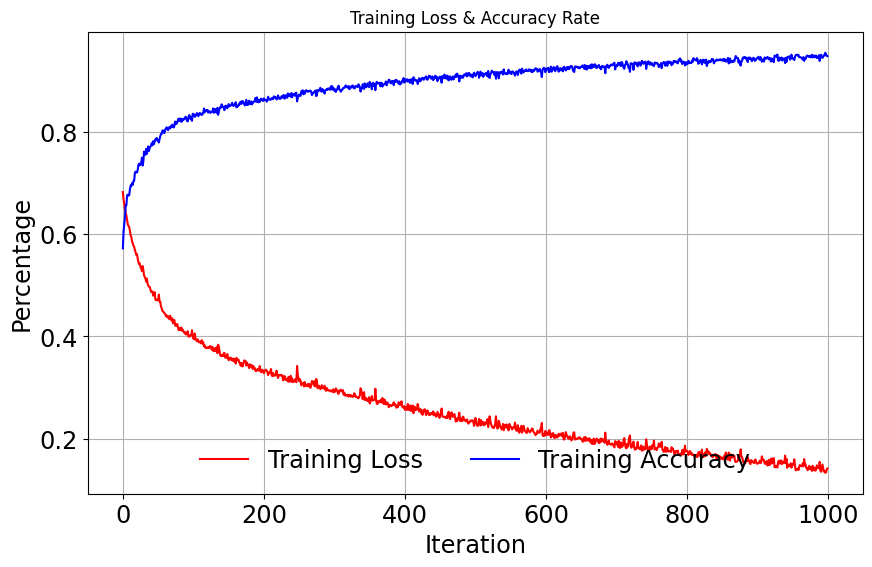 Training Loss & Accuracy Rate
Percentage
0.8
0.6
0.4
0.2
Training Loss Training Accuracy
0 200 400 600 800 1000
Iteration